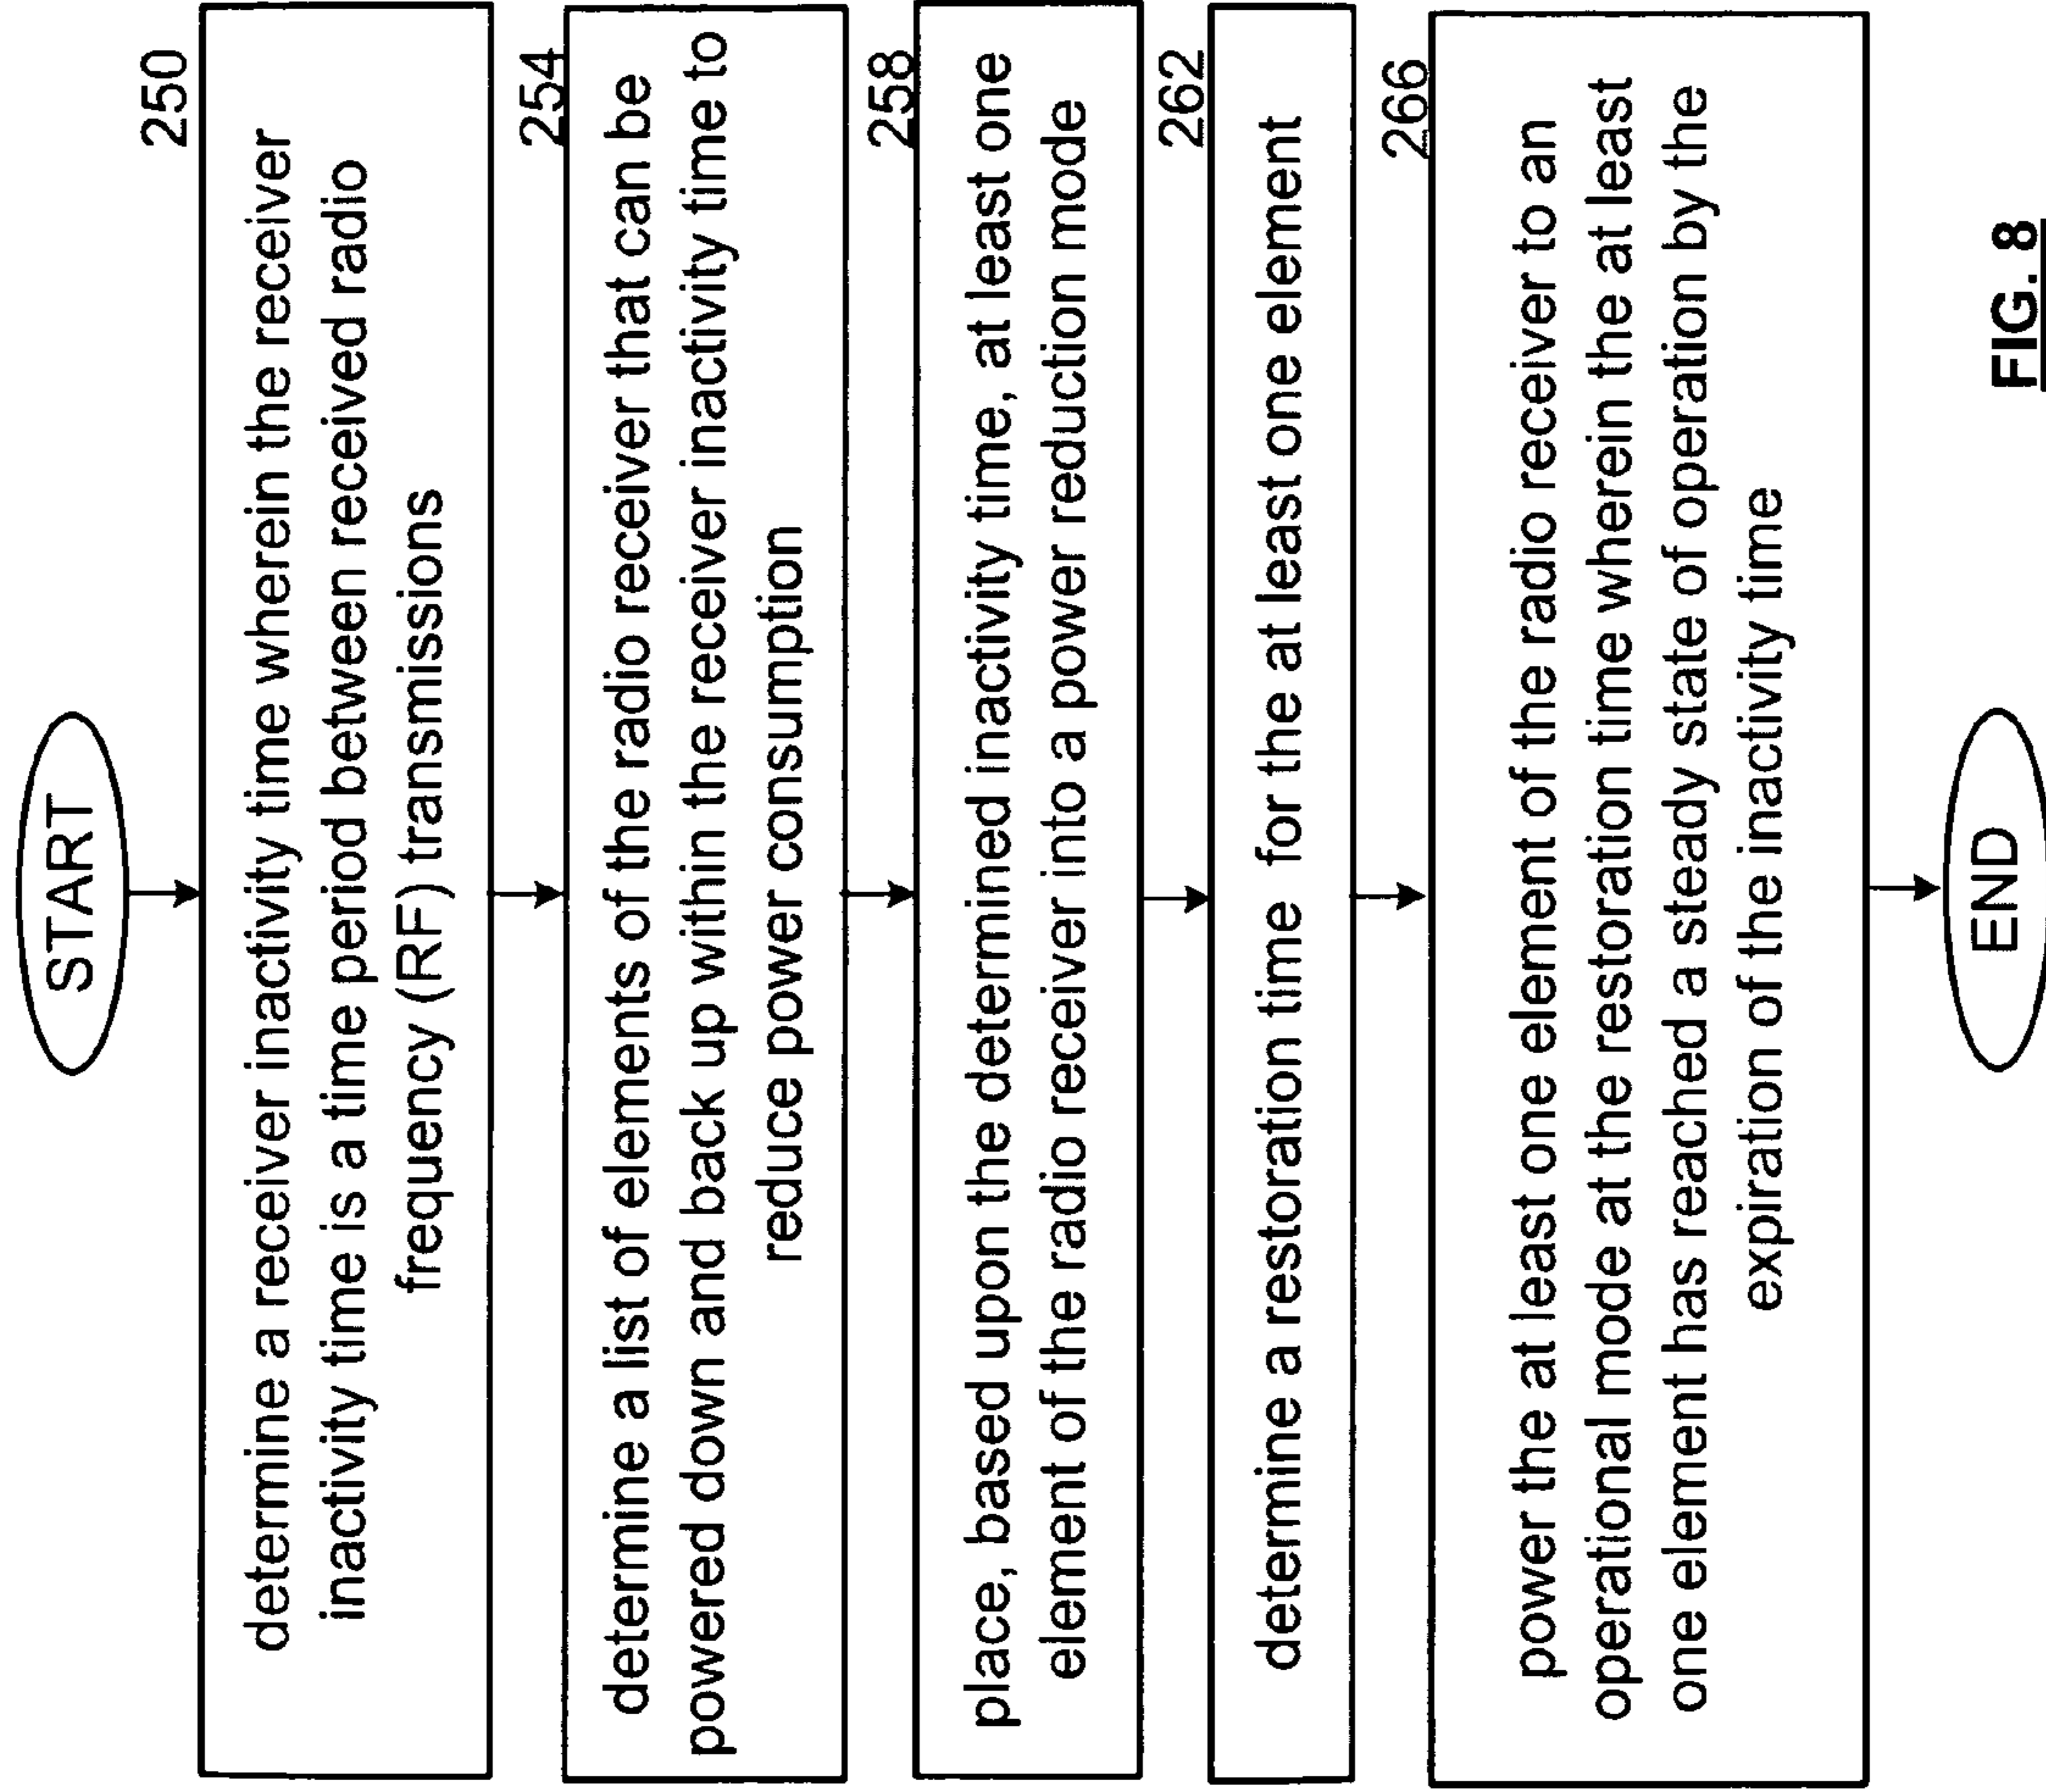 START
250
determine a receiver inactivity time wherein the receiver
inactivity time is a time period between received radio
frequency (RF) transmissions
254
determine a list of elements of the radio receiver that can be
powered down and back up within the receiver inactivity time to
reduce power consumption
258
place, based upon the determined inactivity time, at least one
element of the radio receiver into a power reduction mode
262
determine a restoration time for the at least one element
266
power the at least one element of the radio receiver to an
operational mode at the restoration time wherein the at least
one element has reached a steady state of operation by the
expiration of the inactivity time
END
FIG. 8